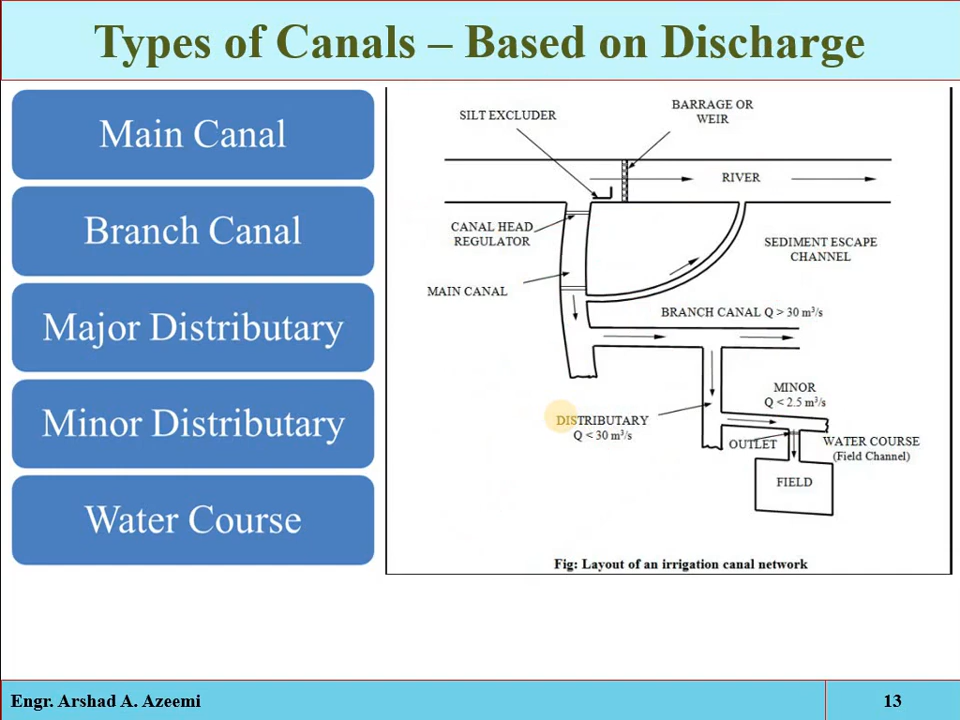 Types of Canals – Based on Discharge
Main Canal
Branch Canal
Major Distributary
Minor Distributary
Water Course
SILT EXCLUDER
BARRAGE OR
WEIR
RIVER
CANAL HEAD
REGULATOR
SEDIMENT ESCAPE
CHANNEL
MAIN CANAL
BRANCH CANAL Q > 30 m³/s
MINOR
Q < 2.5 m³/s
DISTRIBUTARY
Q < 30 m³/s
OUTLET
WATER COURSE
(Field Channel)
FIELD
Fig: Layout of an irrigation canal network
Engr. Arshad A. Azeemi
13